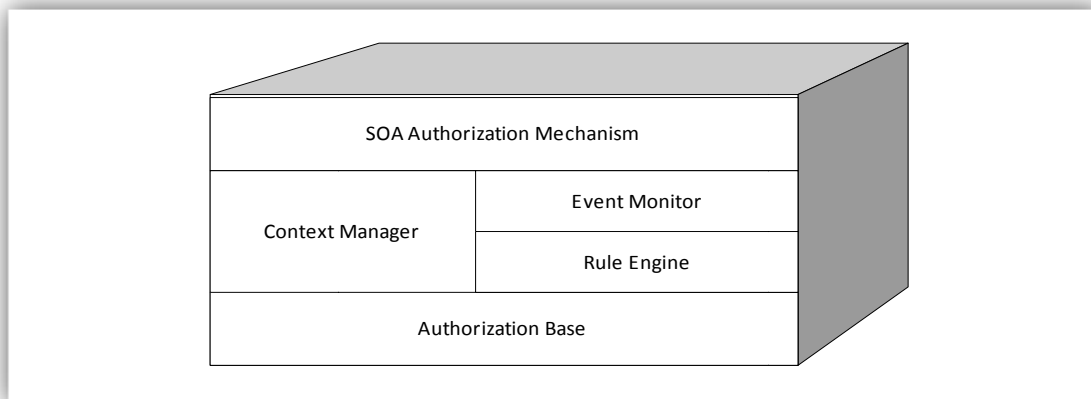 SOA Authorization Mechanism
Context Manager
Event Monitor
Rule Engine
Authorization Base